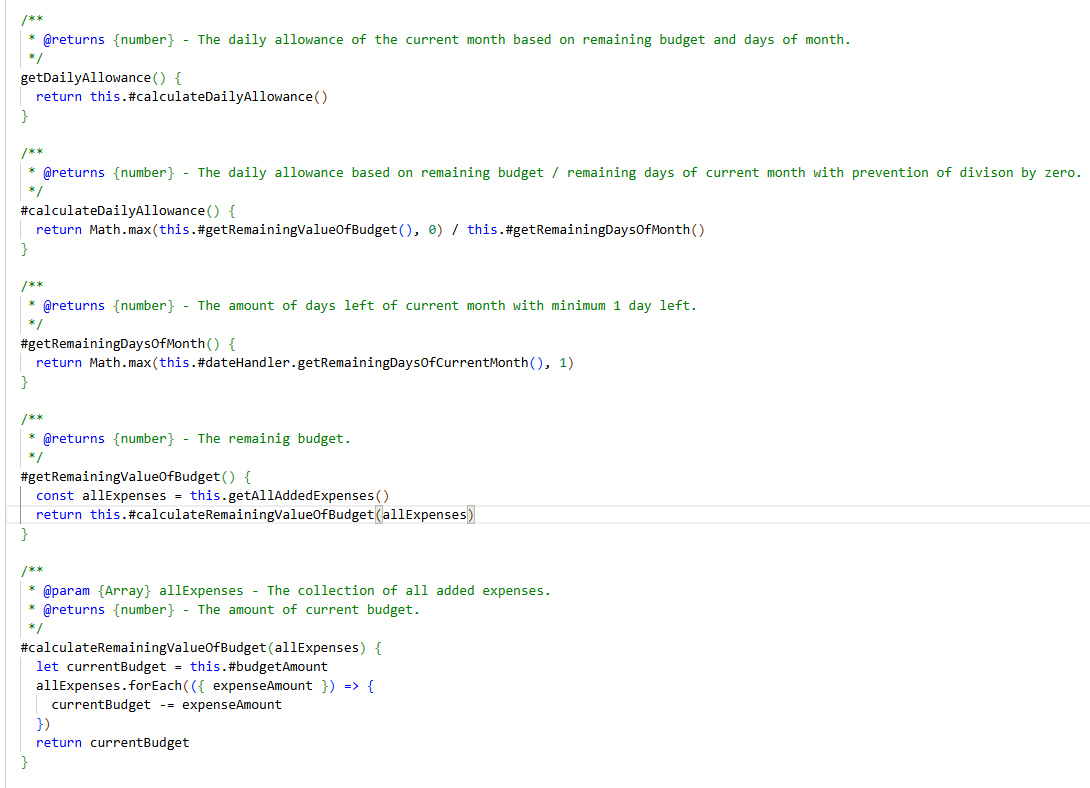 /**
 * @returns {number} - The daily allowance of the current month based on remaining budget and days of month.
 */
getDailyAllowance() {
  return this.#calculateDailyAllowance()
}

/**
 * @returns {number} - The daily allowance based on remaining budget / remaining days of current month with prevention of divison by zero.
 */
#calculateDailyAllowance() {
  return Math.max(this.#getRemainingValueOfBudget(), 0) / this.#getRemainingDaysOfMonth()
}

/**
 * @returns {number} - The amount of days left of current month with minimum 1 day left.
 */
#getRemainingDaysOfMonth() {
  return Math.max(this.#dateHandler.getRemainingDaysOfCurrentMonth(), 1)
}

/**
 * @returns {number} - The remainig budget.
 */
#getRemainingValueOfBudget() {
  const allExpenses = this.getAllAddedExpenses()
  return this.#calculateRemainingValueOfBudget(allExpenses)
}

/**
 * @param {Array} allExpenses - The collection of all added expenses.
 * @returns {number} - The amount of current budget.
 */
#calculateRemainingValueOfBudget(allExpenses) {
  let currentBudget = this.#budgetAmount
  allExpenses.forEach(({ expenseAmount }) => {
    currentBudget -= expenseAmount
  })
  return currentBudget
}